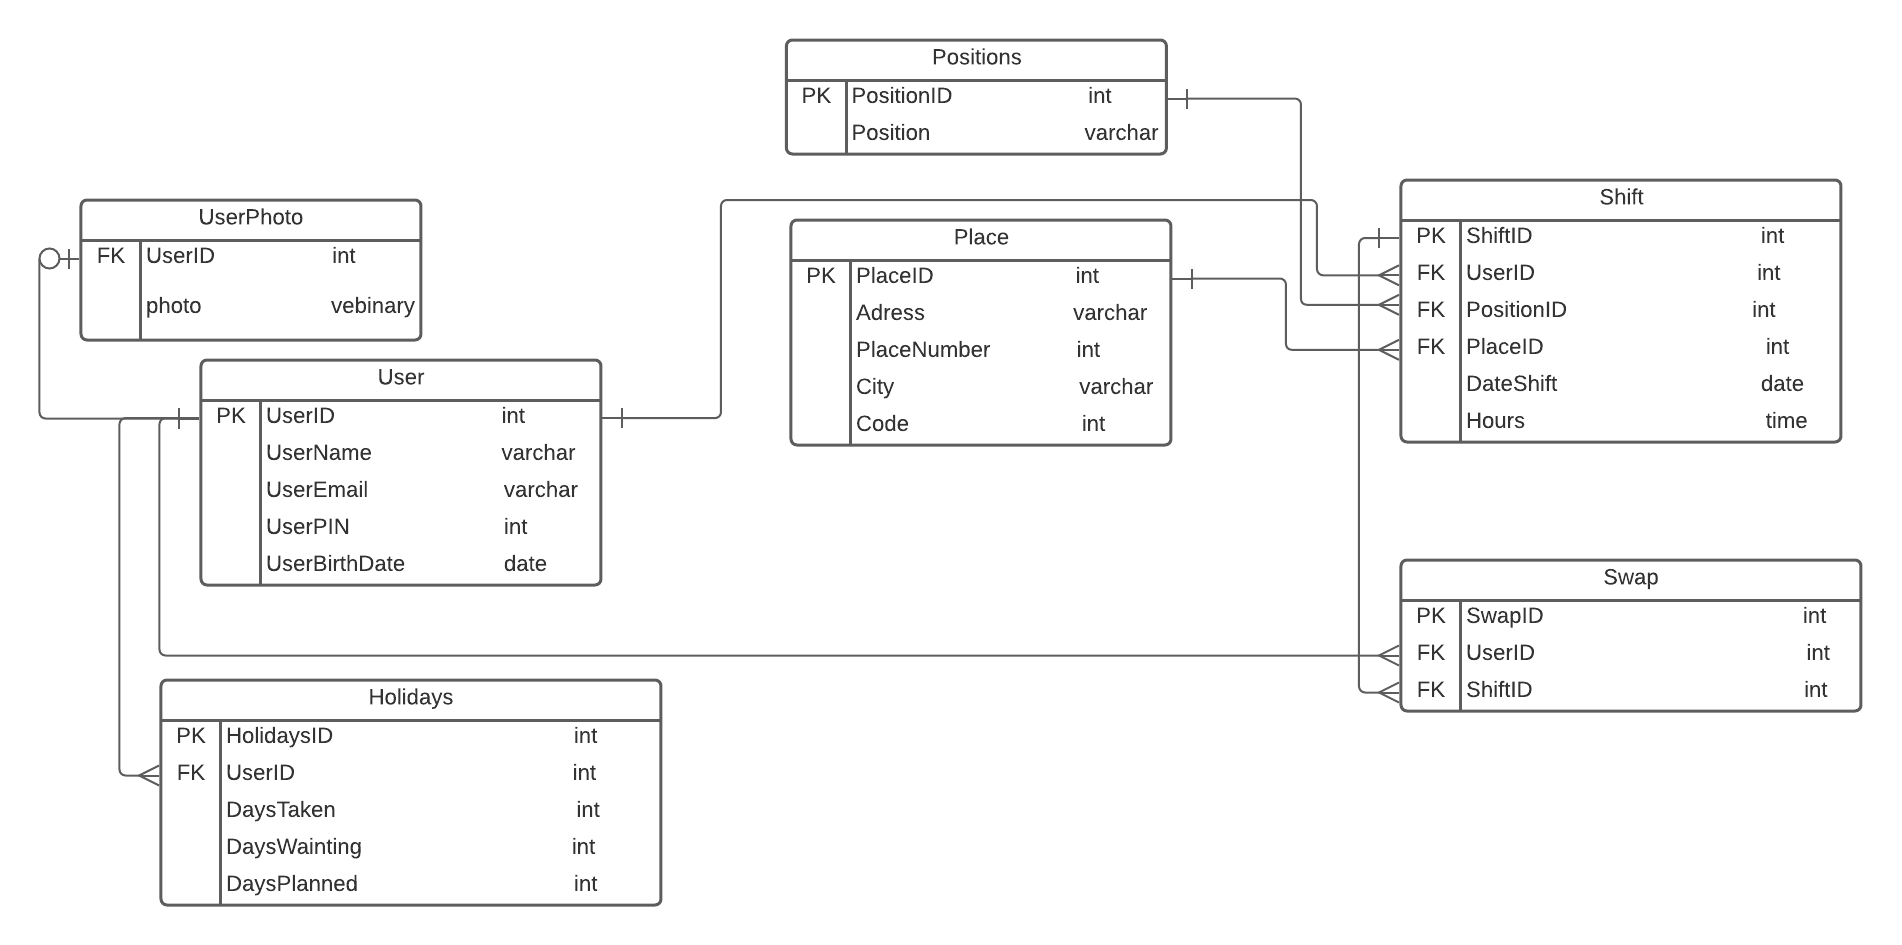 Positions
PK PositionID int
Position varchar
UserPhoto
FK UserID int
photo vebinary
User
PK UserID int
UserName varchar
UserEmail varchar
UserPIN int
UserBirthDate date
Place
PK PlaceID int
Adress varchar
PlaceNumber int
City varchar
Code int
Shift
PK ShiftID int
FK UserID int
FK PositionID int
FK PlaceID int
DateShift date
Hours time
Swap
PK SwapID int
FK UserID int
FK ShiftID int
Holidays
PK HolidaysID int
FK UserID int
DaysTaken int
DaysWainting int
DaysPlanned int